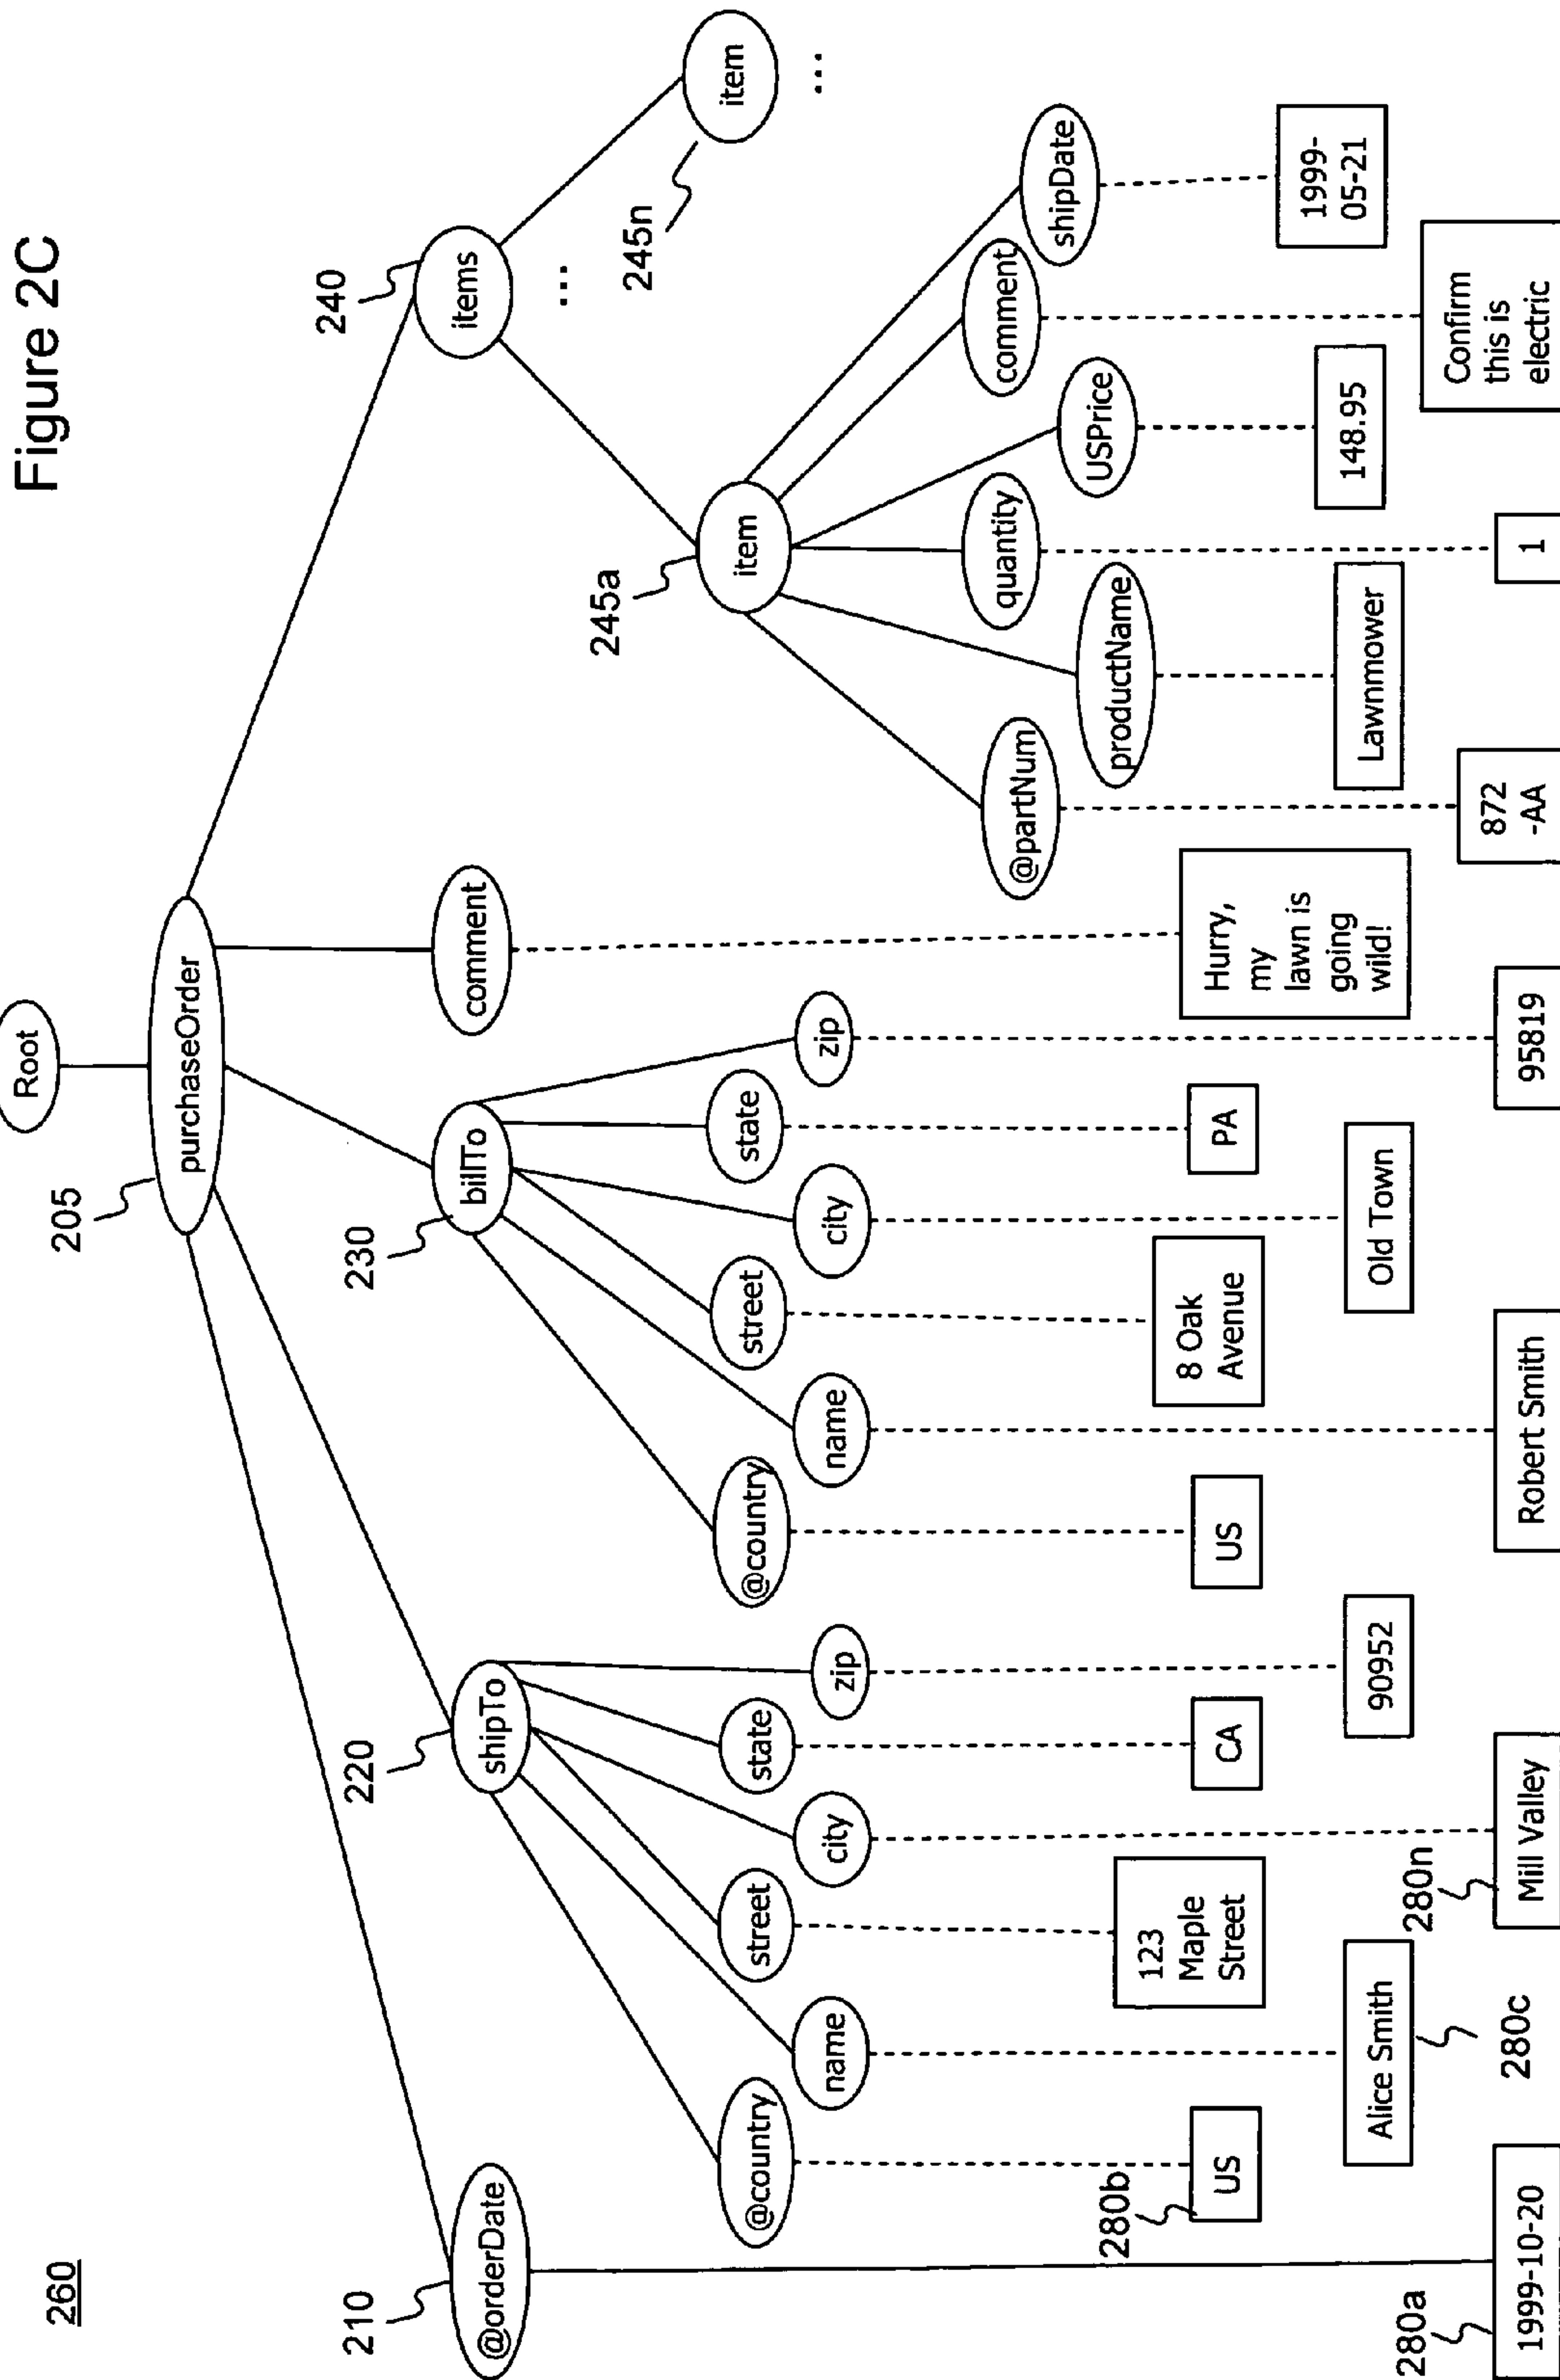 Figure 2C
260
Root
205
purchaseOrder
210
@orderDate
220
shipTo
230
billTo
comment
240
items
...
245a
item
245n
item
...
@country
name
street
city
state
zip
@country
name
street
city
state
zip
@partNum
productName
quantity
USPrice
comment
shipDate
280a
1999-10-20
280b
US
280c
Alice Smith
123
Maple
Street
280n
Mill Valley
CA
90952
US
Robert Smith
8 Oak
Avenue
Old Town
PA
95819
Hurry,
my
lawn is
going
wild!
872
-AA
Lawnmower
1
148.95
Confirm
this is
electric
1999-
05-21